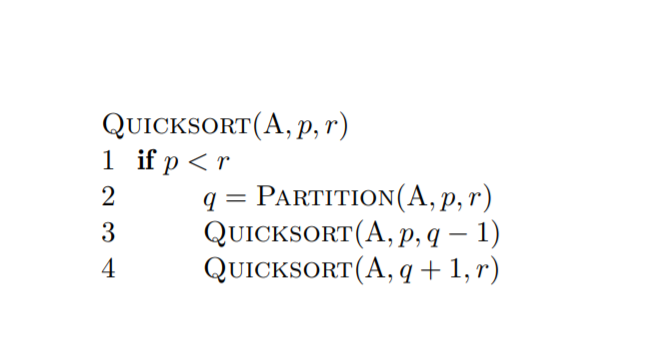 QUICKSORT(A, p, r)
1 if p < r
2 q = PARTITION(A, p, r)
3 QUICKSORT(A, p, q − 1)
4 QUICKSORT(A, q + 1, r)